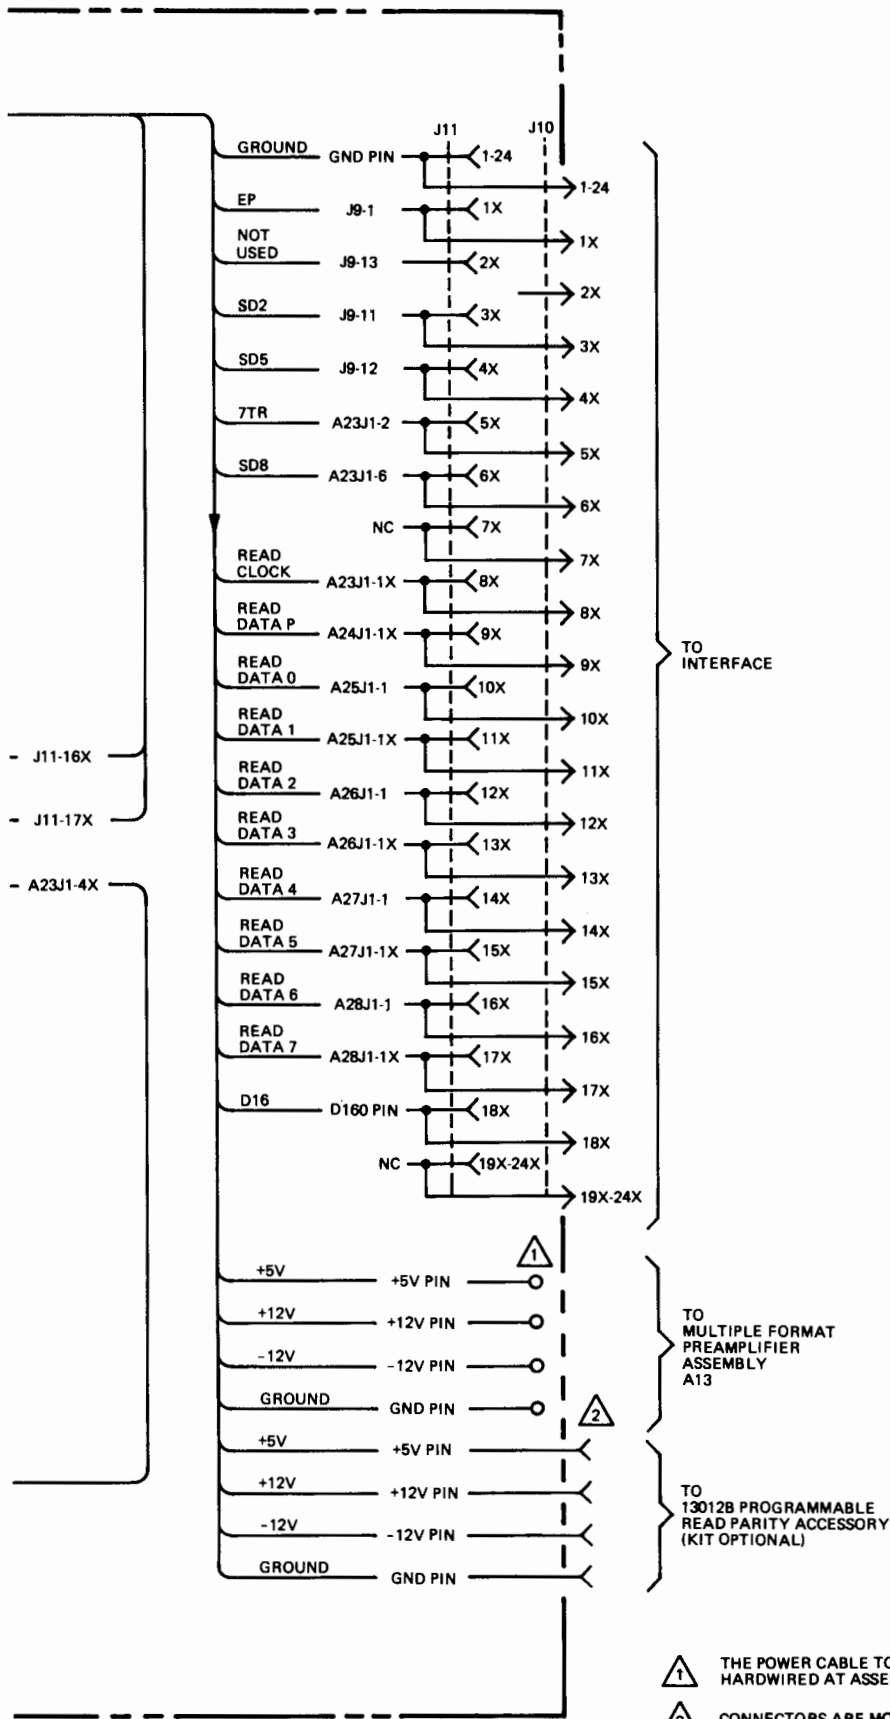 J11 J10
GROUND GND PIN 1-24
1-24
EP J9-1 1X
1X
NOT
USED J9-13 2X
2X
SD2 J9-11 3X
3X
SD5 J9-12 4X
4X
7TR A23J1-2 5X
5X
SD8 A23J1-6 6X
6X
NC 7X
7X
READ
CLOCK A23J1-1X 8X
8X
READ
DATA P A24J1-1X 9X
9X
TO
INTERFACE
READ
DATA 0 A25J1-1 10X
10X
READ
DATA 1 A25J1-1X 11X
11X
- J11-16X
READ
DATA 2 A26J1-1 12X
12X
- J11-17X
READ
DATA 3 A26J1-1X 13X
13X
- A23J1-4X
READ
DATA 4 A27J1-1 14X
14X
READ
DATA 5 A27J1-1X 15X
15X
READ
DATA 6 A28J1-1 16X
16X
READ
DATA 7 A28J1-1X 17X
17X
D16 D160 PIN 18X
18X
NC 19X-24X
19X-24X
1
+5V +5V PIN
+12V +12V PIN
-12V -12V PIN
GROUND GND PIN
TO
MULTIPLE FORMAT
PREAMPLIFIER
ASSEMBLY
A13
2
+5V +5V PIN
+12V +12V PIN
-12V -12V PIN
GROUND GND PIN
TO
13012B PROGRAMMABLE
READ PARITY ACCESSORY
(KIT OPTIONAL)
1 THE POWER CABLE TO
HARDWIRED AT ASSE
2 CONNECTORS ARE MO